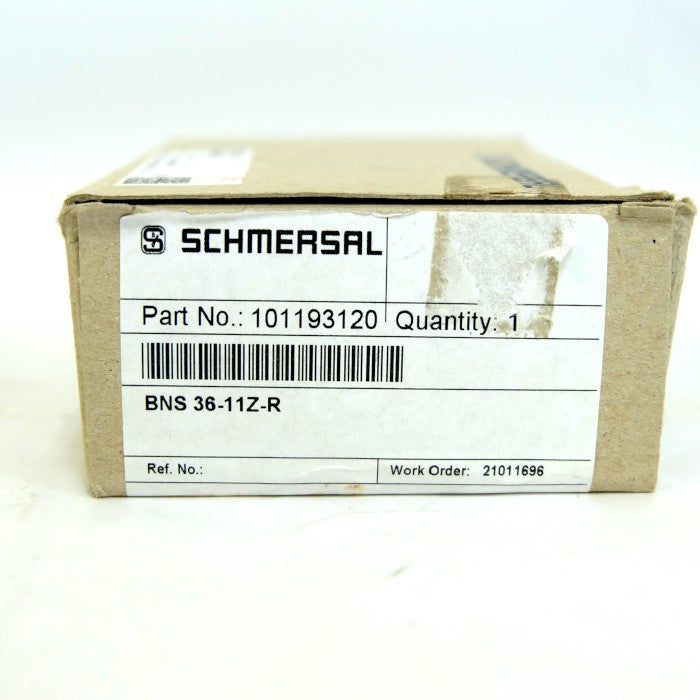 SCHMERSAL
Part No.: 101193120 Quantity: 1
BNS 36-11Z-R
Ref. No.:
Work Order: 21011696